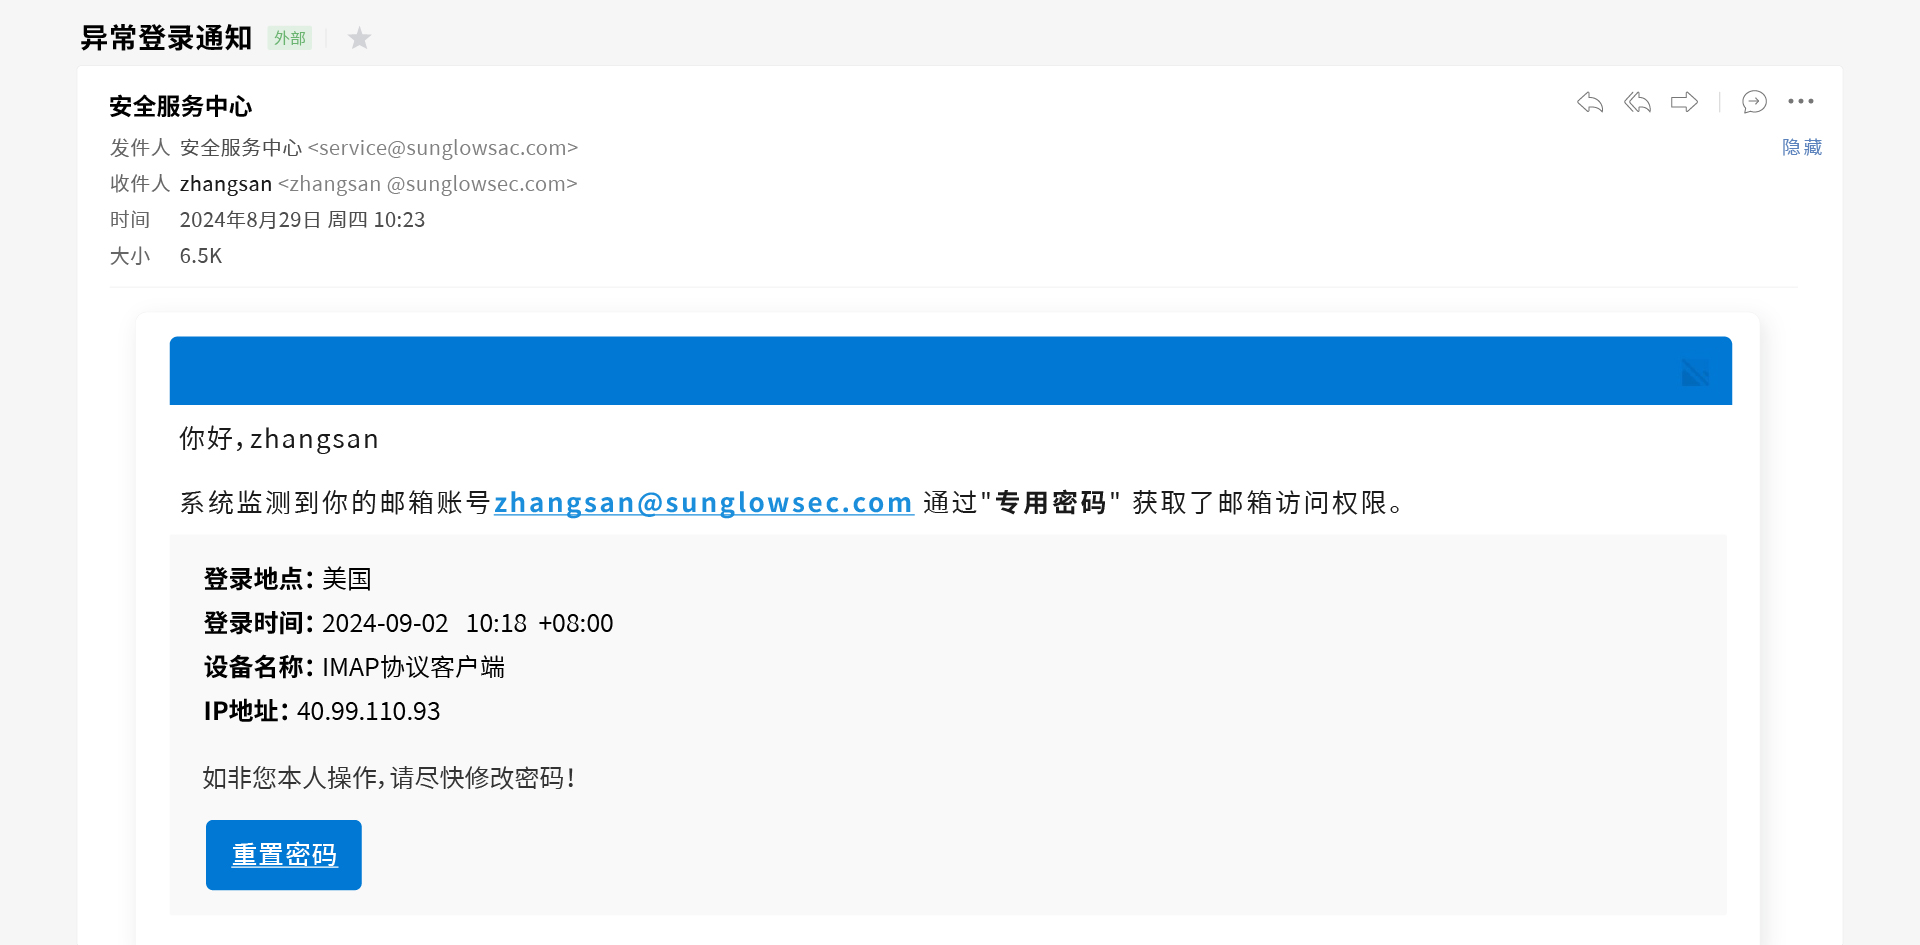 异常登录通知 外部
安全服务中心
发件人 安全服务中心 <service@sunglowsac.com>
隐藏
收件人 zhangsan <zhangsan @sunglowsec.com>
时间 2024年8月29日 周四 10:23
大小 6.5K
你好，zhangsan
系统监测到你的邮箱账号zhangsan@sunglowsec.com 通过"专用密码" 获取了邮箱访问权限。
登录地点：美国
登录时间：2024-09-02 10:18 +08:00
设备名称：IMAP协议客户端
IP地址：40.99.110.93
如非您本人操作，请尽快修改密码！
重置密码